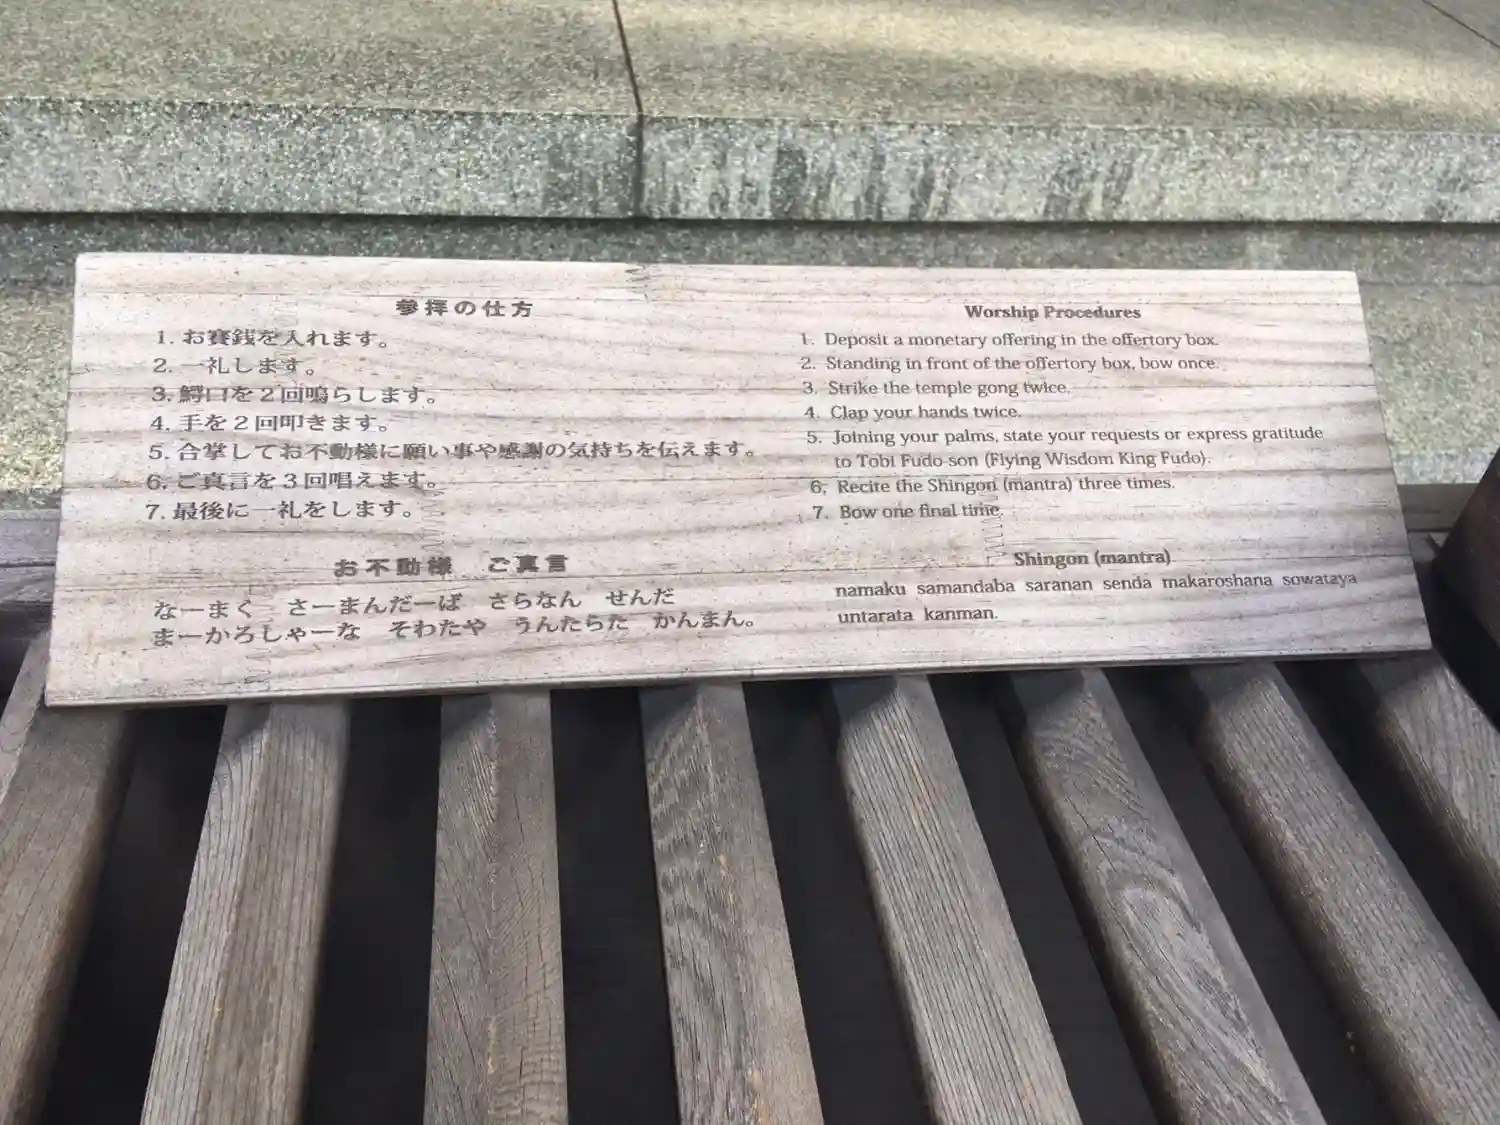 参拝の仕方
1. お賽銭を入れます。
2. 一礼します。
3. 鰐口を２回鳴らします。
4. 手を２回叩きます。
5. 合掌してお不動様に願い事や感謝の気持ちを伝えます。
6. ご真言を３回唱えます。
7. 最後に一礼をします。
お不動様　ご真言
なーまく　さーまんだーば　さらなん　せんだ
まーかろしゃーな　そわたや　うんたらた　かんまん。
Worship Procedures
1. Deposit a monetary offering in the offertory box.
2. Standing in front of the offertory box, bow once.
3. Strike the temple gong twice.
4. Clap your hands twice.
5. Joining your palms, state your requests or express gratitude
to Tobi Fudo-son (Flying Wisdom King Fudo).
6. Recite the Shingon (mantra) three times.
7. Bow one final time.
Shingon (mantra)
namaku samandaba saranan senda makaroshana sowataya
untarata kanman.